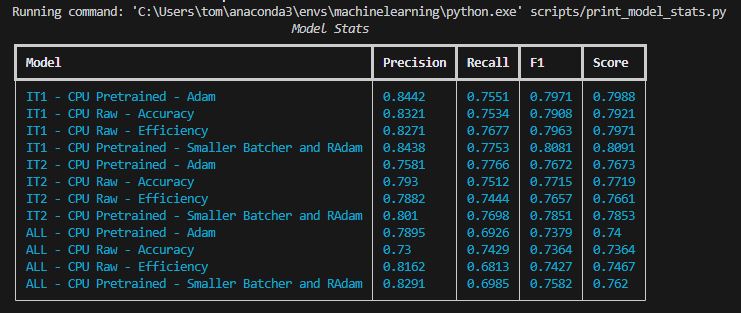 Running command: 'C:\Users\tom\anaconda3\envs\machinelearning\python.exe' scripts/print_model_stats.py
Model Stats
Model Precision Recall F1 Score
IT1 - CPU Pretrained - Adam 0.8442 0.7551 0.7971 0.7988
IT1 - CPU Raw - Accuracy 0.8321 0.7534 0.7908 0.7921
IT1 - CPU Raw - Efficiency 0.8271 0.7677 0.7963 0.7971
IT1 - CPU Pretrained - Smaller Batcher and RAdam 0.8438 0.7753 0.8081 0.8091
IT2 - CPU Pretrained - Adam 0.7581 0.7766 0.7672 0.7673
IT2 - CPU Raw - Accuracy 0.793 0.7512 0.7715 0.7719
IT2 - CPU Raw - Efficiency 0.7882 0.7444 0.7657 0.7661
IT2 - CPU Pretrained - Smaller Batcher and RAdam 0.801 0.7698 0.7851 0.7853
ALL - CPU Pretrained - Adam 0.7895 0.6926 0.7379 0.74
ALL - CPU Raw - Accuracy 0.73 0.7429 0.7364 0.7364
ALL - CPU Raw - Efficiency 0.8162 0.6813 0.7427 0.7467
ALL - CPU Pretrained - Smaller Batcher and RAdam 0.8291 0.6985 0.7582 0.762